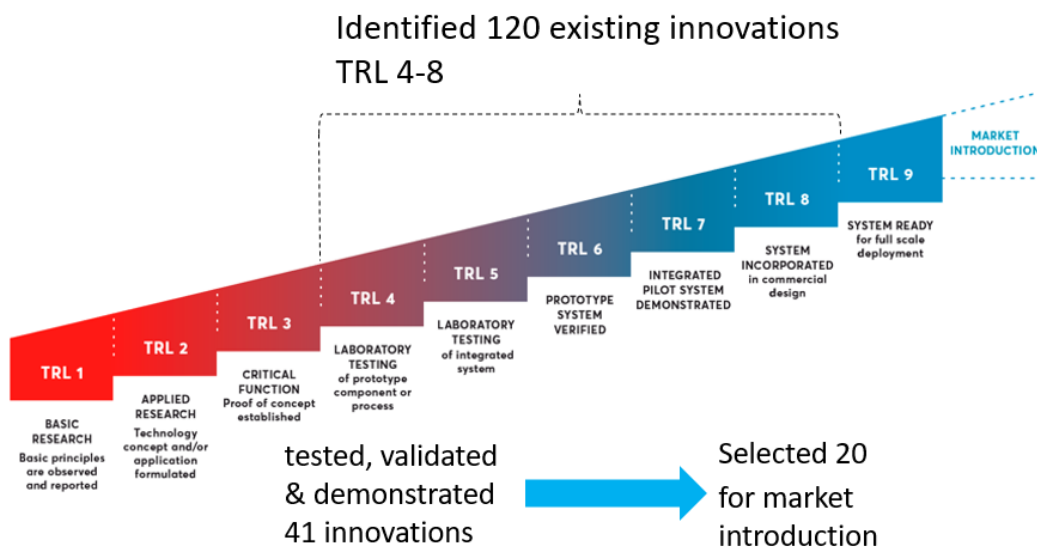 Identified 120 existing innovations
TRL 4-8
MARKET
INTRODUCTION
TRL 1
TRL 2
TRL 3
TRL 4
TRL 5
TRL 6
TRL 7
TRL 8
TRL 9
BASIC
RESEARCH
Basic principles
are observed
and reported
APPLIED
RESEARCH
Technology
concept and/or
application
formulated
CRITICAL
FUNCTION
Proof of concept
established
LABORATORY
TESTING
of prototype
component or
process
LABORATORY
TESTING
of integrated
system
PROTOTYPE
SYSTEM
VERIFIED
INTEGRATED
PILOT SYSTEM
DEMONSTRATED
SYSTEM
INCORPORATED
in commercial
design
SYSTEM READY
for full scale
deployment
tested, validated
& demonstrated
41 innovations
Selected 20
for market
introduction